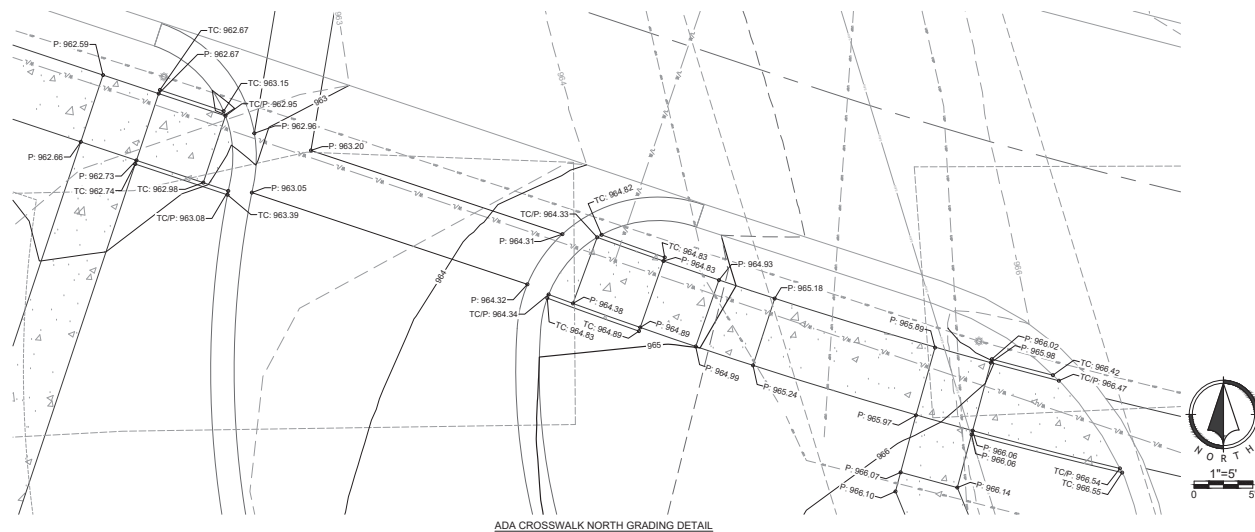 TC: 962.67
P: 962.59
P: 962.67
TC: 963.15
TC/P: 962.95
963
963
P: 962.96
P: 962.66
P: 962.73
TC: 962.74
TC: 962.98
TC/P: 963.08
TC: 963.39
P: 963.05
P: 963.20
964
964
TC: 964.82
TC/P: 964.33
P: 964.31
TC: 964.83
P: 964.83
P: 964.93
P: 964.32
TC/P: 964.34
P: 964.38
TC: 964.83
TC: 964.89
P: 964.89
965
P: 964.99
P: 965.18
P: 965.24
966
P: 965.89
P: 966.02
P: 965.98
TC: 966.42
TC/P: 966.47
P: 965.97
966
P: 966.06
P: 966.06
P: 966.07
P: 966.10
P: 966.14
TC/P: 966.54
TC: 966.55
NORTH
1"=5'
0 5'
ADA CROSSWALK NORTH GRADING DETAIL